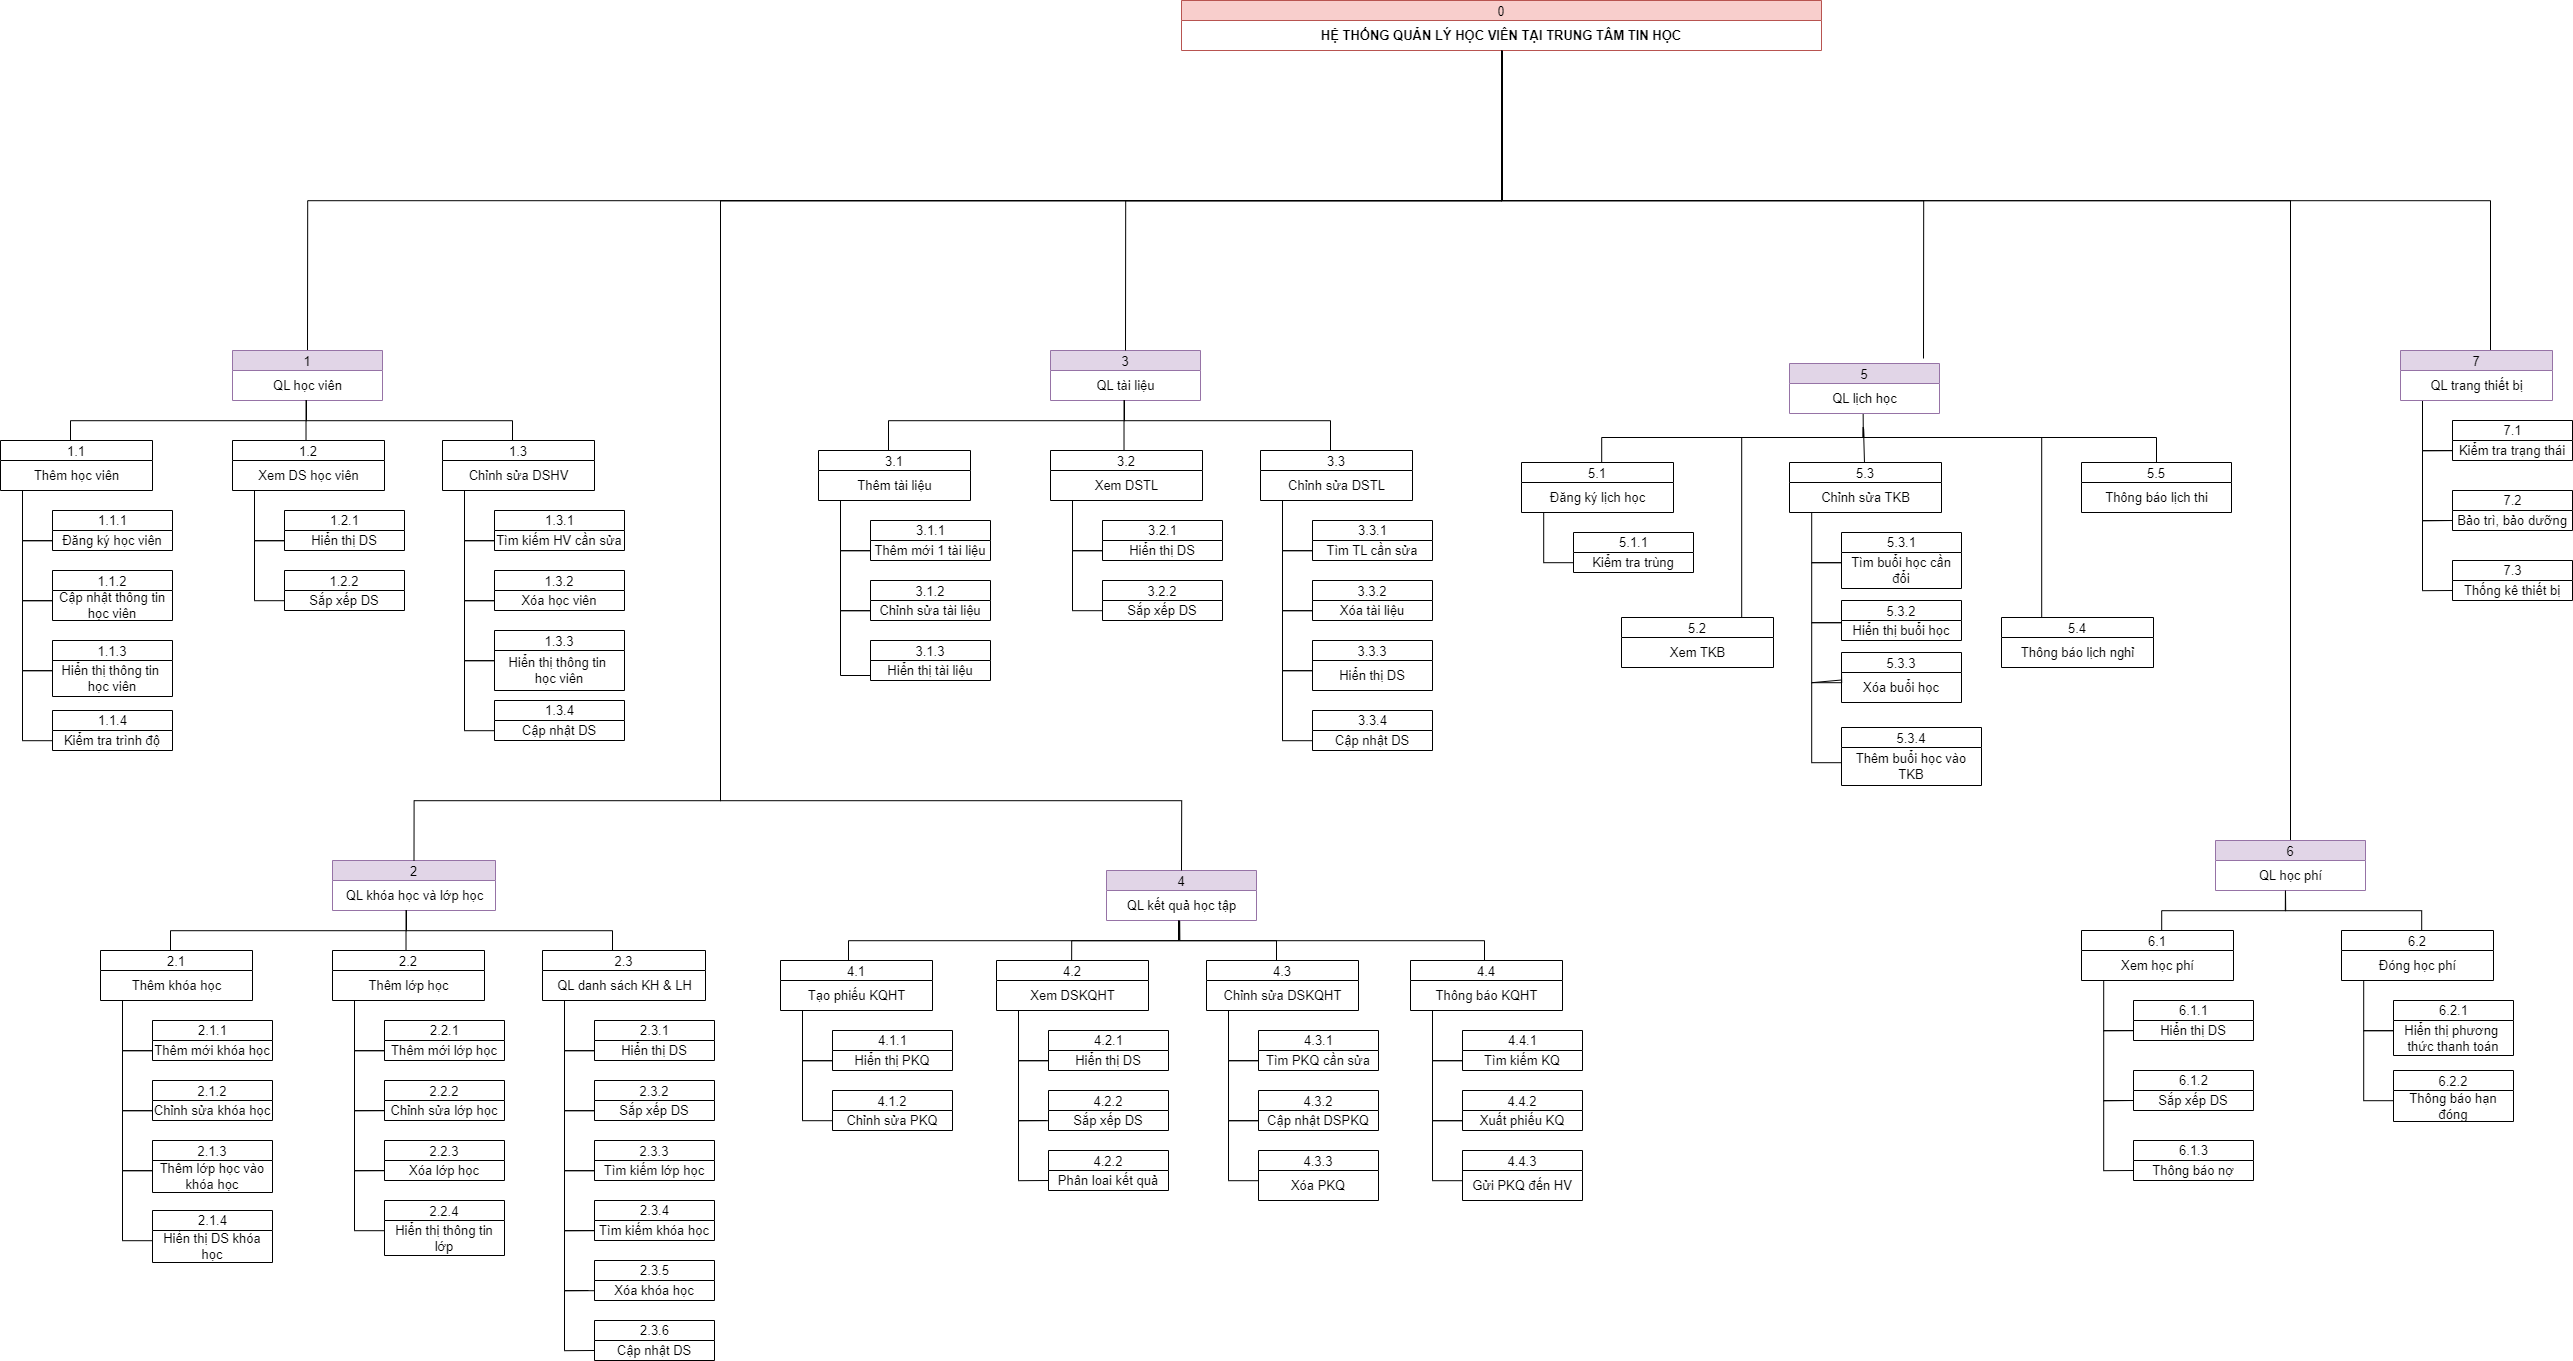 0
HỆ THỐNG QUẢN LÝ HỌC VIÊN TẠI TRUNG TÂM TIN HỌC
1
QL học viên
1.1
Thêm học viên
1.1.1
Đăng ký học viên
1.1.2
Cập nhật thông tin
học viên
1.1.3
Hiển thị thông tin
học viên
1.1.4
Kiểm tra trình độ
1.2
Xem DS học viên
1.2.1
Hiển thị DS
1.2.2
Sắp xếp DS
1.3
Chỉnh sửa DSHV
1.3.1
Tìm kiếm HV cần sửa
1.3.2
Xóa học viên
1.3.3
Hiển thị thông tin
học viên
1.3.4
Cập nhật DS
3
QL tài liệu
3.1
Thêm tài liệu
3.1.1
Thêm mới 1 tài liệu
3.1.2
Chỉnh sửa tài liệu
3.1.3
Hiển thị tài liệu
3.2
Xem DSTL
3.2.1
Hiển thị DS
3.2.2
Sắp xếp DS
3.3
Chỉnh sửa DSTL
3.3.1
Tìm TL cần sửa
3.3.2
Xóa tài liệu
3.3.3
Hiển thị DS
3.3.4
Cập nhật DS
5
QL lịch học
5.1
Đăng ký lịch học
5.1.1
Kiểm tra trùng
5.2
Xem TKB
5.3
Chỉnh sửa TKB
5.3.1
Tìm buổi học cần
đổi
5.3.2
Hiển thị buổi học
5.3.3
Xóa buổi học
5.3.4
Thêm buổi học vào
TKB
5.4
Thông báo lịch nghỉ
5.5
Thông báo lịch thi
7
QL trang thiết bị
7.1
Kiểm tra trạng thái
7.2
Bảo trì, bảo dưỡng
7.3
Thống kê thiết bị
2
QL khóa học và lớp học
2.1
Thêm khóa học
2.1.1
Thêm mới khóa học
2.1.2
Chỉnh sửa khóa học
2.1.3
Thêm lớp học vào
khóa học
2.1.4
Hiển thị DS khóa
học
2.2
Thêm lớp học
2.2.1
Thêm mới lớp học
2.2.2
Chỉnh sửa lớp học
2.2.3
Xóa lớp học
2.2.4
Hiển thị thông tin
lớp
2.3
QL danh sách KH & LH
2.3.1
Hiển thị DS
2.3.2
Sắp xếp DS
2.3.3
Tìm kiếm lớp học
2.3.4
Tìm kiếm khóa học
2.3.5
Xóa khóa học
2.3.6
Cập nhật DS
4
QL kết quả học tập
4.1
Tạo phiếu KQHT
4.1.1
Hiển thị PKQ
4.1.2
Chỉnh sửa PKQ
4.2
Xem DSKQHT
4.2.1
Hiển thị DS
4.2.2
Sắp xếp DS
4.2.2
Phân loai kết quả
4.3
Chỉnh sửa DSKQHT
4.3.1
Tìm PKQ cần sửa
4.3.2
Cập nhật DSPKQ
4.3.3
Xóa PKQ
4.4
Thông báo KQHT
4.4.1
Tìm kiếm KQ
4.4.2
Xuất phiếu KQ
4.4.3
Gửi PKQ đến HV
6
QL học phí
6.1
Xem học phí
6.1.1
Hiển thị DS
6.1.2
Sắp xếp DS
6.1.3
Thông báo nợ
6.2
Đóng học phí
6.2.1
Hiển thị phương
thức thanh toán
6.2.2
Thông báo hạn
đóng